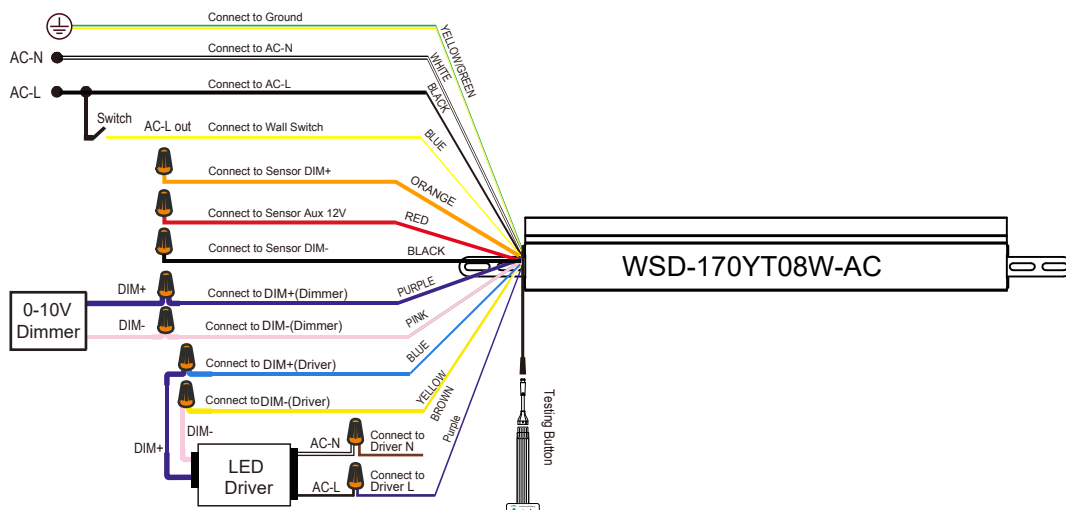 Connect to Ground
YELLOW/GREEN
AC-N
Connect to AC-N
WHITE
AC-L
Connect to AC-L
BLACK
Switch
AC-L out
Connect to Wall Switch
BLUE
Connect to Sensor DIM+
ORANGE
Connect to Sensor Aux 12V
RED
Connect to Sensor DIM-
BLACK
WSD-170YT08W-AC
0-10V
Dimmer
DIM+
Connect to DIM+(Dimmer)
PURPLE
DIM-
Connect to DIM-(Dimmer)
PINK
Connect to DIM+(Driver)
BLUE
Connect to DIM-(Driver)
YELLOW
BROWN
Purple
Testing Button
DIM-
DIM+
LED
Driver
AC-N
Connect to
Driver N
AC-L
Connect to
Driver L